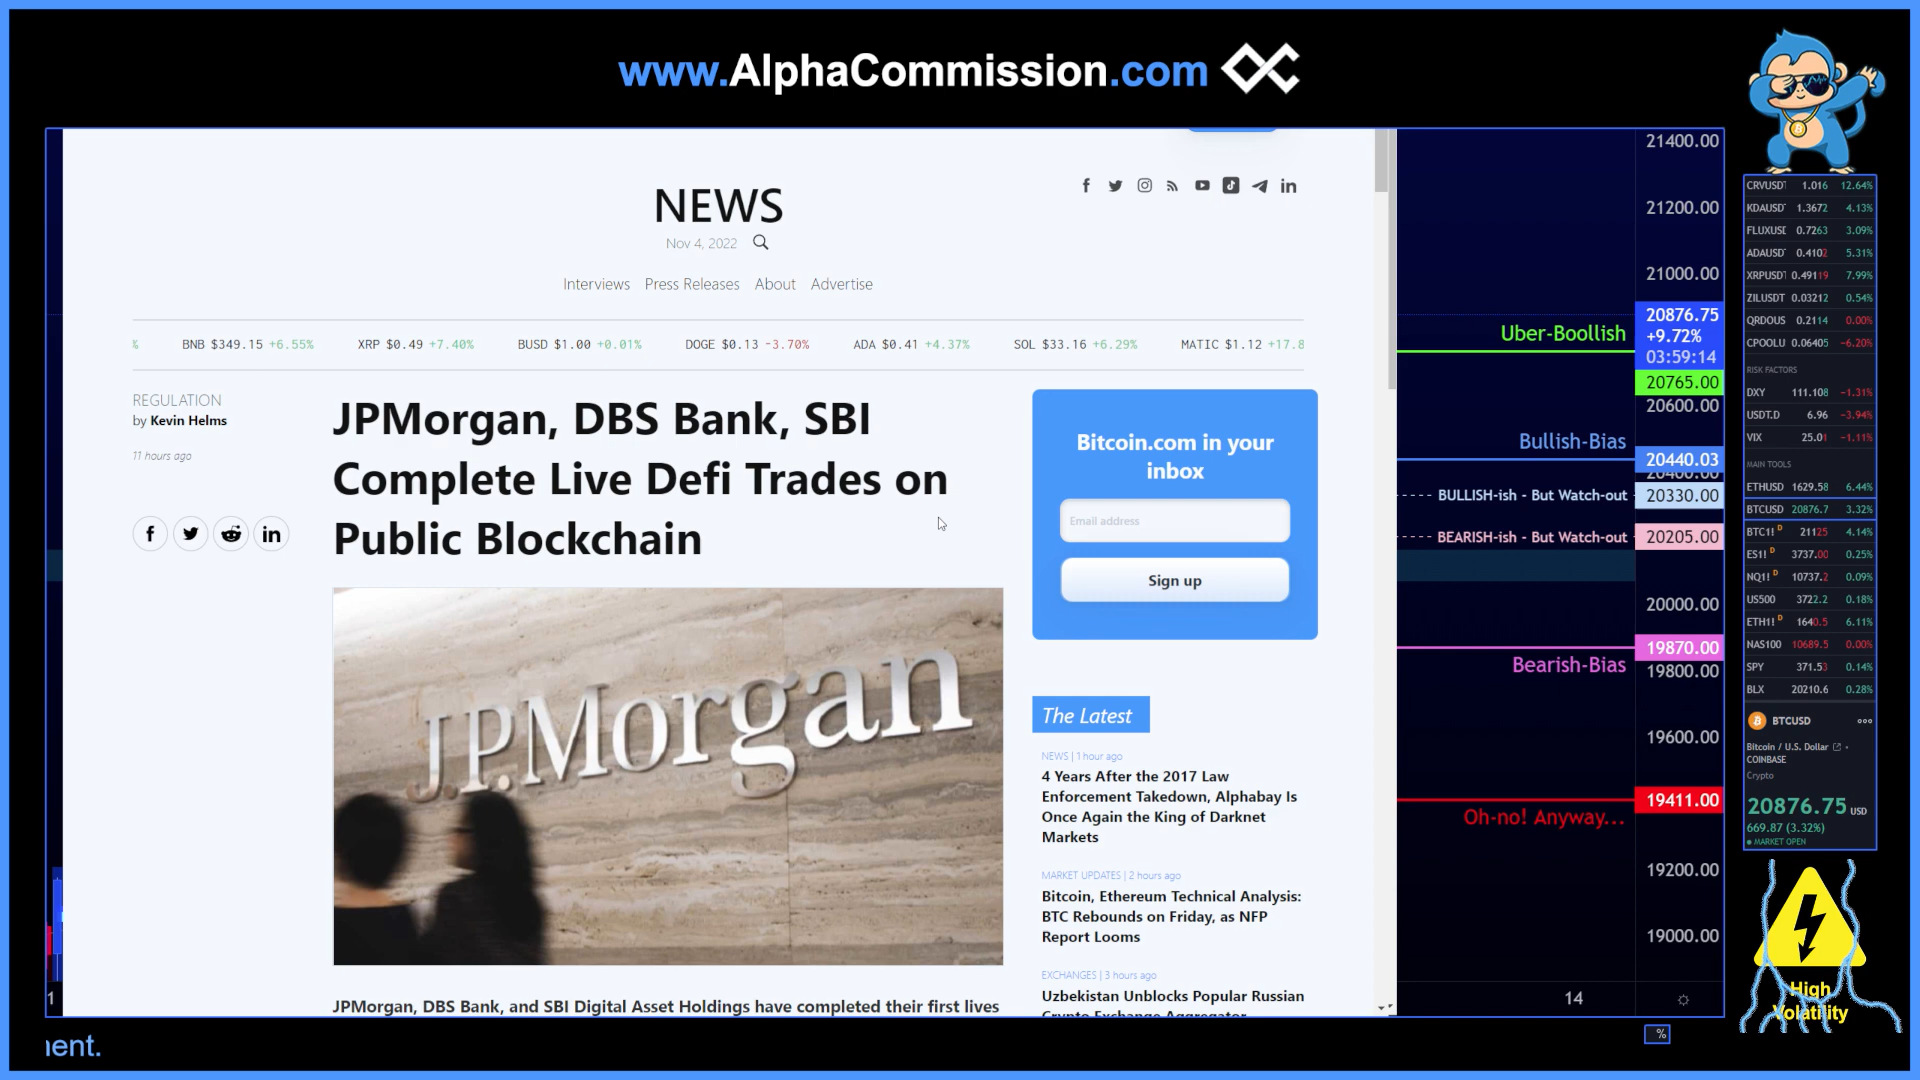 www.AlphaCommission.com
NEWS
Nov 4, 2022
Interviews Press Releases About Advertise
% BNB $349.15 +6.55% XRP $0.49 +7.40% BUSD $1.00 +0.01% DOGE $0.13 -3.70% ADA $0.41 +4.37% SOL $33.16 +6.29% MATIC $1.12 +17.8
REGULATION
by Kevin Helms
11 hours ago
JPMorgan, DBS Bank, SBI
Complete Live Defi Trades on
Public Blockchain
J.P.Morgan
JPMorgan, DBS Bank, and SBI Digital Asset Holdings have completed their first lives
Bitcoin.com in your
inbox
Email address
Sign up
The Latest
NEWS | 1 hour ago
4 Years After the 2017 Law
Enforcement Takedown, Alphabay Is
Once Again the King of Darknet
Markets
MARKET UPDATES | 2 hours ago
Bitcoin, Ethereum Technical Analysis:
BTC Rebounds on Friday, as NFP
Report Looms
EXCHANGES | 3 hours ago
Uzbekistan Unblocks Popular Russian
Crypto Exchange Aggregator
21400.00
21200.00
21000.00
20876.75
+9.72%
03:59:14
Uber-Boollish
20765.00
20600.00
Bullish-Bias
20440.03
20400.00
BULLISH-ish - But Watch-out 20330.00
BEARISH-ish - But Watch-out 20205.00
20000.00
19870.00
Bearish-Bias
19800.00
19600.00
19411.00
Oh-no! Anyway...
19200.00
19000.00
1
14
CRVUSDT 1.016 12.64%
KDAUSD 1.3672 4.13%
FLUXUSD 0.7263 3.09%
ADAUSD 0.4102 5.31%
XRPUSDT 0.49119 7.99%
ZILUSDT 0.03212 0.54%
QRDOUS 0.2114 0.00%
CPOOLU 0.06405 -6.20%
RISK FACTORS
DXY 111.108 -1.31%
USDT.D 6.96 -3.94%
VIX 25.01 -1.11%
MAIN TOOLS
ETHUSD 1629.58 6.44%
BTCUSD 20876.7 3.32%
BTC1! D 21125 4.14%
ES1! D 3737.00 0.25%
NQ1! D 10737.2 0.09%
US500 3722.2 0.18%
ETH1! D 1640.5 6.11%
NAS100 10689.5 0.00%
SPY 371.53 0.14%
BLX 20210.6 0.28%
BTCUSD
Bitcoin / U.S. Dollar
COINBASE
Crypto
20876.75 USD
669.87 (3.32%)
MARKET OPEN
High
Volatility
%
ent.